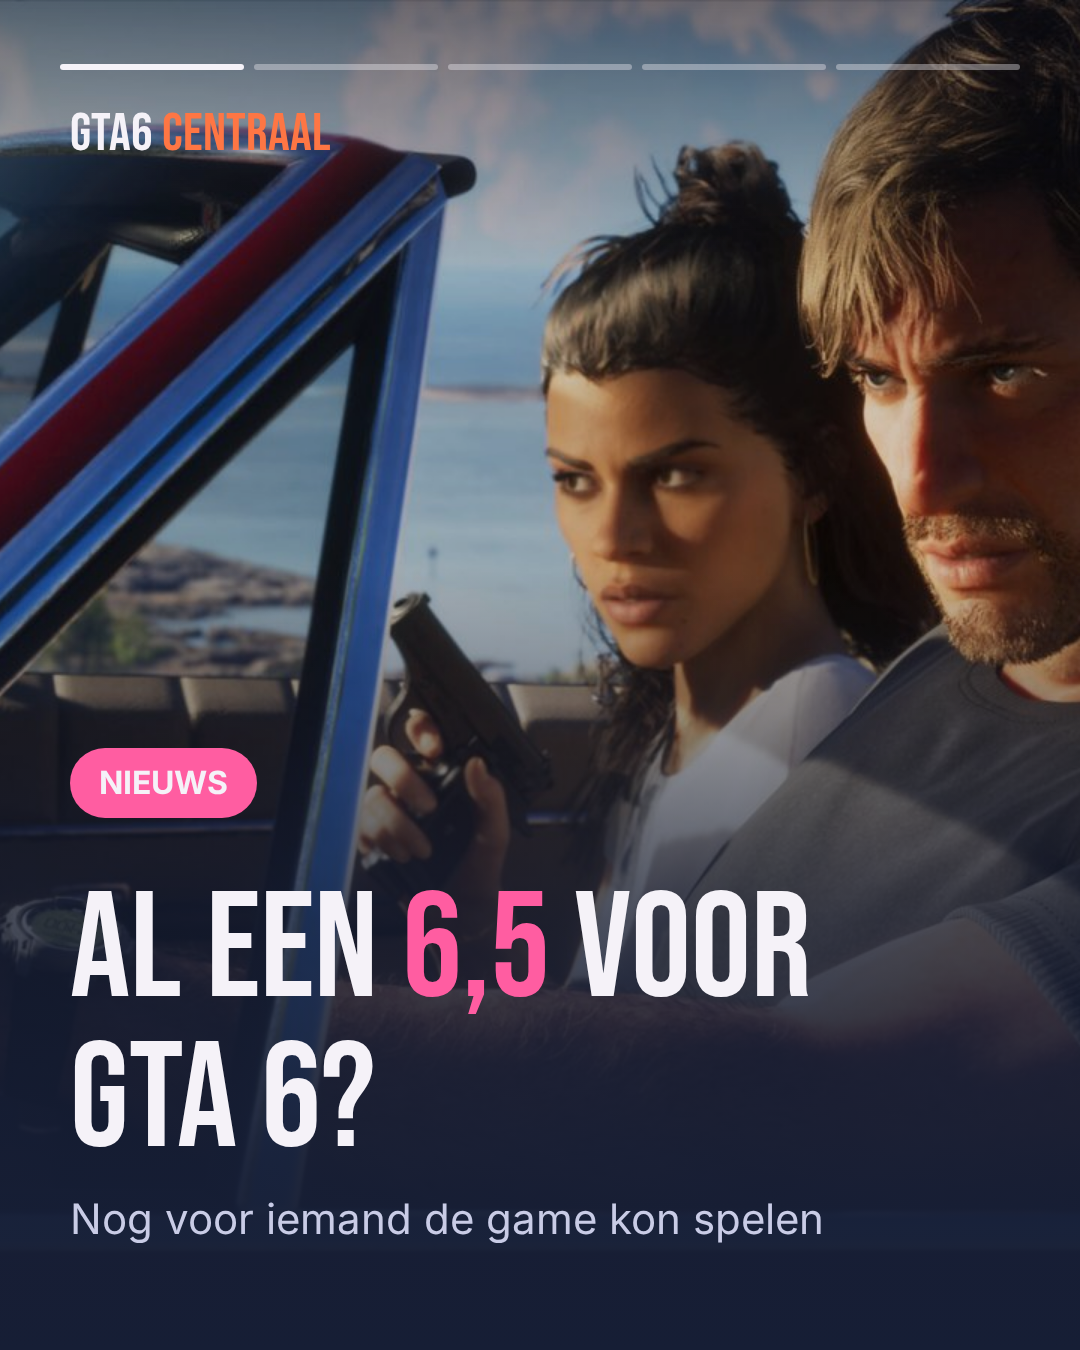 GTA6 CENTRAAL
NIEUWS
AL EEN 6,5 VOOR
GTA 6?
Nog voor iemand de game kon spelen